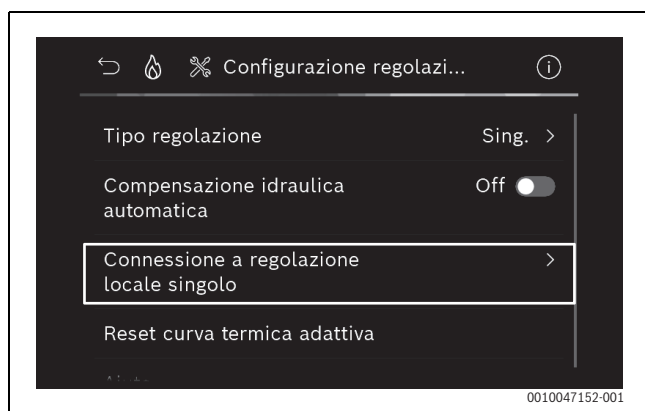 Configurazione regolazi...
Tipo regolazione Sing. >
Compensazione idraulica Off
automatica
Connessione a regolazione >
locale singolo
Reset curva termica adattiva
0010047152-001